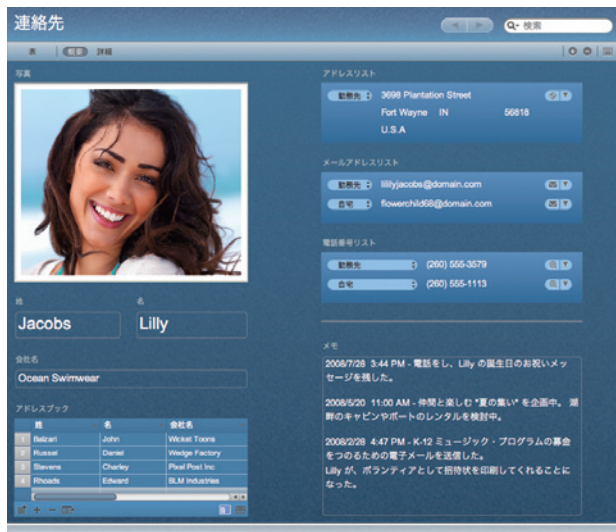 連絡先
検索
表 概要 詳細
写真
姓 名
Jacobs Lilly
会社名
Ocean Swimwear
アドレスブック
姓 名 会社名
1 Balzari John Wicket Toons
2 Russel Daniel Wedge Factory
3 Stevens Charley Pixel Post Inc
4 Rhoads Edward BLM Industries
アドレスリスト
勤務先 3698 Plantation Street
Fort Wayne IN 56818
U.S.A
メールアドレスリスト
勤務先 lillyjacobs@domain.com
自宅 flowerchild68@domain.com
電話番号リスト
勤務先 (260) 555-3579
自宅 (260) 555-1113
メモ
2008/7/28 3:44 PM - 電話をし、Lilly の誕生日のお祝いメッ
セージを残した。
2008/5/20 11:00 AM - 仲間と楽しむ "夏の集い" を企画中。 湖
畔のキャビンやボートのレンタルを検討中。
2008/2/28 4:47 PM - K-12 ミュージック・プログラムの募金
をつのるための電子メールを送信した。
Lilly が、ボランティアとして招待状を印刷してくれることに
なった。